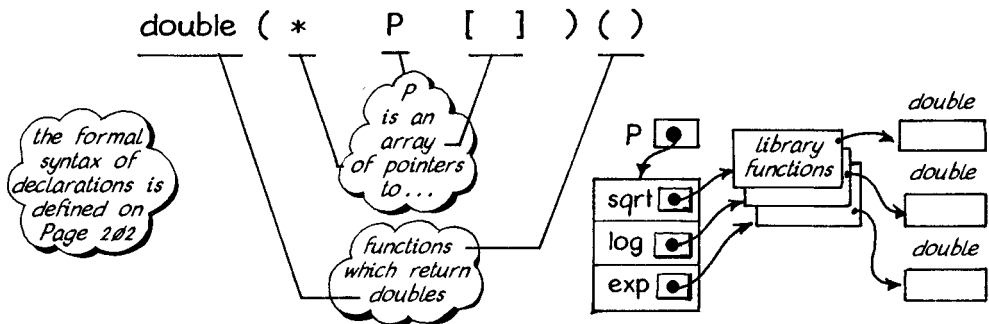 double ( * P [ ] ) ( )
P
is an
array
of pointers
to...
the formal
syntax of
declarations is
defined on
Page 202
functions
which return
doubles
P
sqrt
log
exp
library
functions
double
double
double